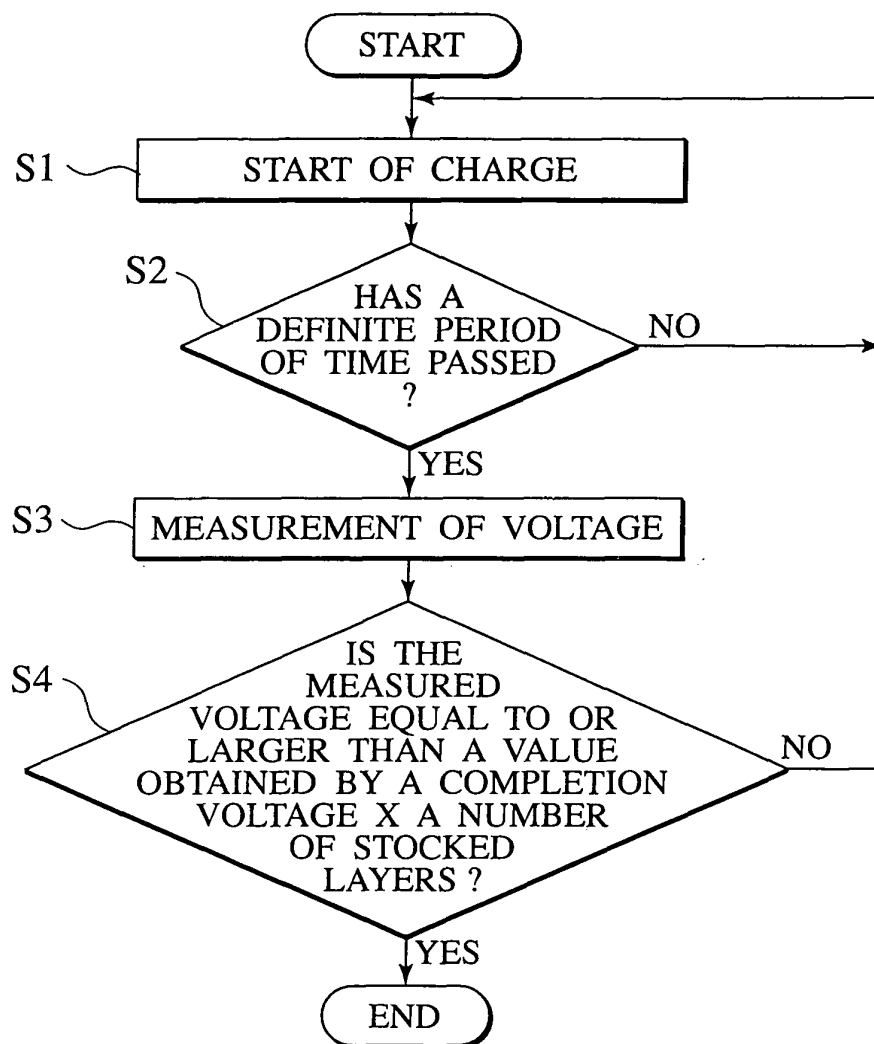 START
S1
START OF CHARGE
S2
HAS A
DEFINITE PERIOD
OF TIME PASSED
?
NO
YES
S3
MEASUREMENT OF VOLTAGE
S4
IS THE
MEASURED
VOLTAGE EQUAL TO OR
LARGER THAN A VALUE
OBTAINED BY A COMPLETION
VOLTAGE X A NUMBER
OF STOCKED
LAYERS ?
NO
YES
END